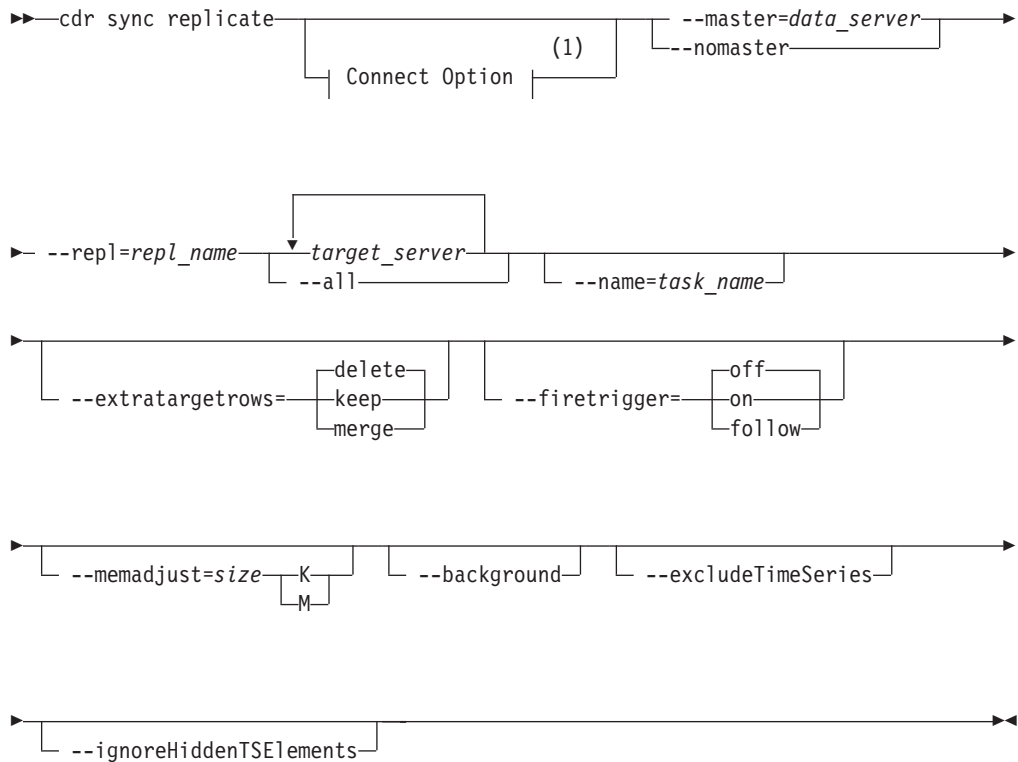 cdr sync replicate --master=data_server
(1) --nomaster
Connect Option
--repl=repl_name target_server
--all --name=task_name
delete off
--extratargetrows= keep --firetrigger= on
merge follow
--memadjust=size K --background --excludeTimeSeries
M
--ignoreHiddenTSElements